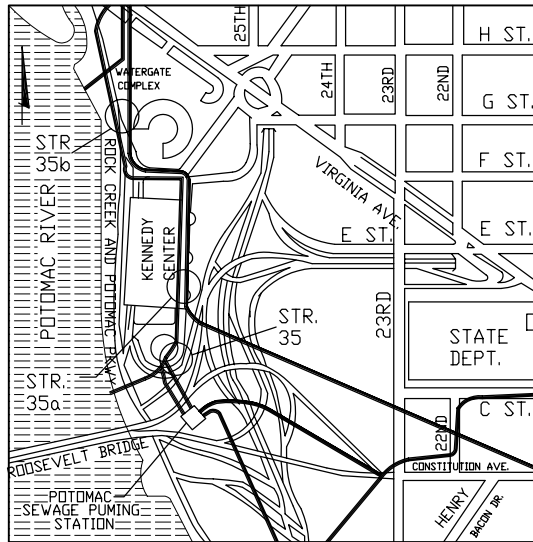 25TH
H ST.
WATERGATE
COMPLEX
24TH
23RD
22ND
G ST.
STR.
35b
F ST.
ROCK CREEK AND POTOMAC PKWY.
POTOMAC RIVER
VIRGINIA AVE.
KENNEDY
CENTER
E ST.
E ST.
STR.
35
23RD
STATE
DEPT.
STR.
35a
C ST.
22ND
ROOSEVELT BRIDGE
CONSTITUTION AVE.
POTOMAC
SEWAGE PUMING
STATION
HENRY
BACON DR.